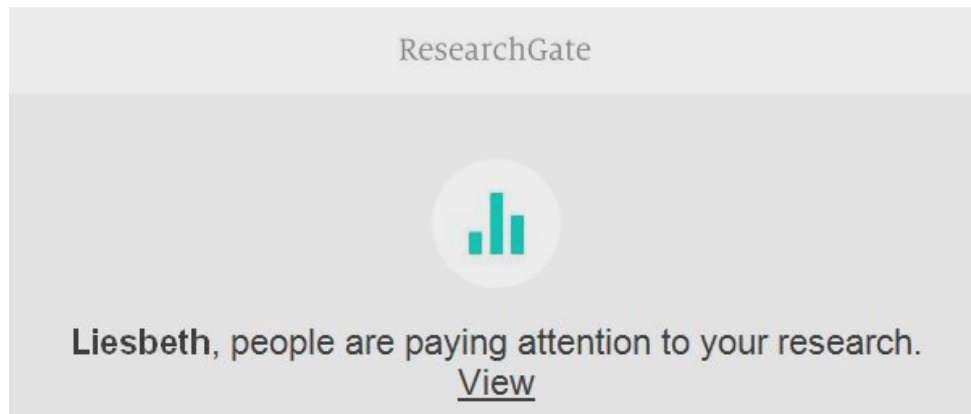 ResearchGate
Liesbeth, people are paying attention to your research.
View